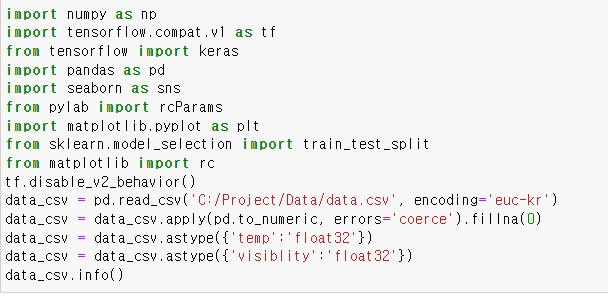 import numpy as np
import tensorflow.compat.v1 as tf
from tensorflow import keras
import pandas as pd
import seaborn as sns
from pylab import rcParams
import matplotlib.pyplot as plt
from sklearn.model_selection import train_test_split
from matplotlib import rc
tf.disable_v2_behavior()
data_csv = pd.read_csv('C:/Project/Data/data.csv', encoding='euc-kr')
data_csv = data_csv.apply(pd.to_numeric, errors='coerce').fillna(0)
data_csv = data_csv.astype({'temp':'float32'})
data_csv = data_csv.astype({'visiblity':'float32'})
data_csv.info()